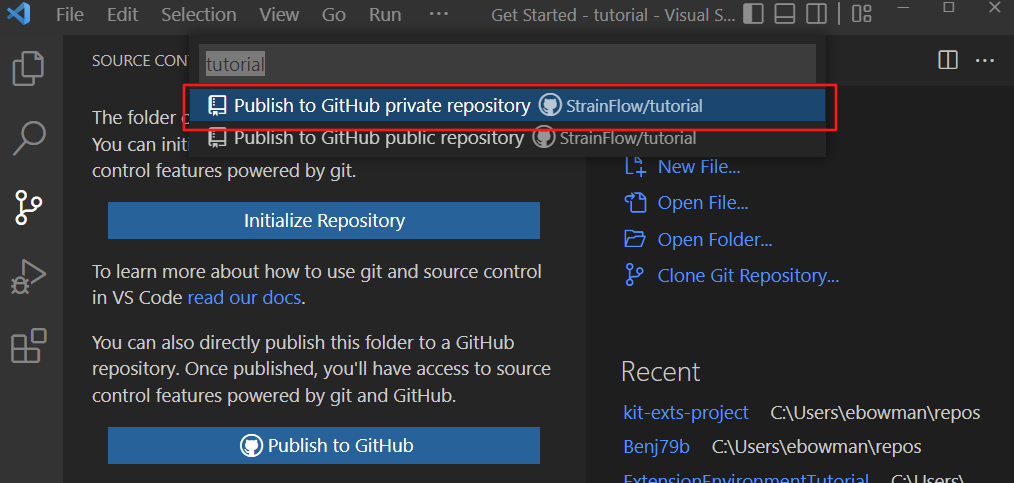 File Edit Selection View Go Run ··· Get Started - tutorial - Visual S...
SOURCE CON
tutorial
Publish to GitHub private repository StrainFlow/tutorial
Publish to GitHub public repository StrainFlow/tutorial
The folder c
You can initi
control features powered by git.
Initialize Repository
To learn more about how to use git and source control
in VS Code read our docs.
You can also directly publish this folder to a GitHub
repository. Once published, you'll have access to source
control features powered by git and GitHub.
Publish to GitHub
New File...
Open File...
Open Folder...
Clone Git Repository...
Recent
kit-exts-project C:\Users\ebowman\repos
Benj79b C:\Users\ebowman\repos
ExtensionEnvironmentTutorial C:\Users\